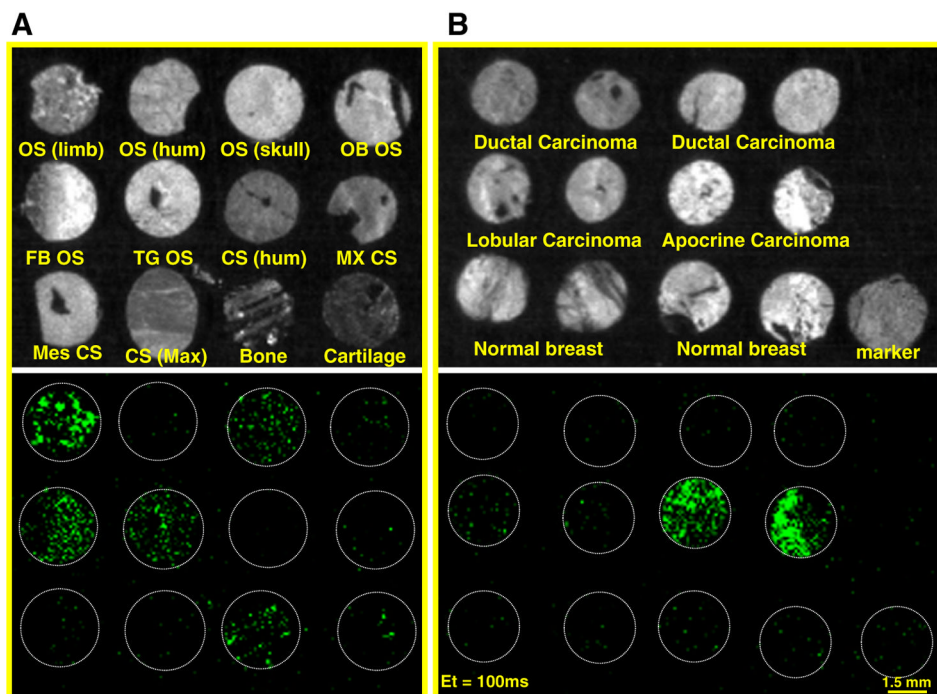 A
B
OS (limb)
OS (hum)
OS (skull)
OB OS
FB OS
TG OS
CS (hum)
MX CS
Mes CS
CS (Max)
Bone
Cartilage
Ductal Carcinoma
Ductal Carcinoma
Lobular Carcinoma
Apocrine Carcinoma
Normal breast
Normal breast
marker
Et = 100ms
1.5 mm